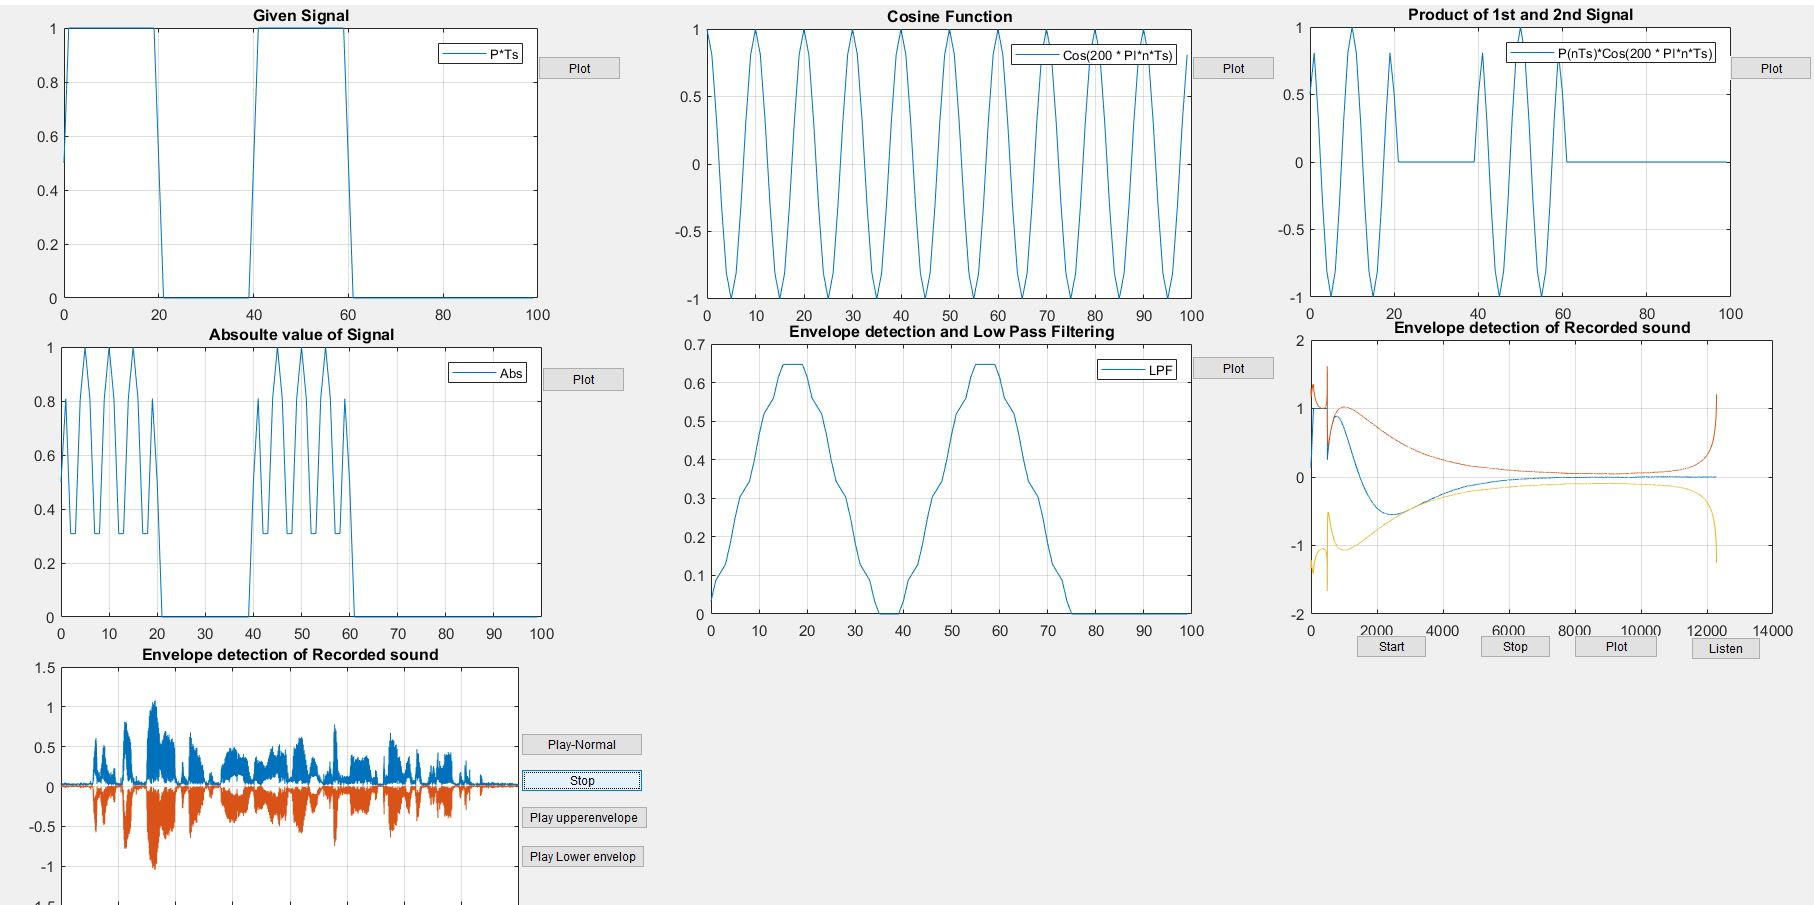 Given Signal
1
0.8
0.6
0.4
0.2
0
0 20 40 60 80 100
P*Ts
Plot
Cosine Function
1
0.5
0
-0.5
-1
0 10 20 30 40 50 60 70 80 90 100
Cos(200 * PI*n*Ts)
Plot
Product of 1st and 2nd Signal
1
0.5
0
-0.5
-1
0 20 40 60 80 100
P(nTs)*Cos(200 * PI*n*Ts)
Plot
Absoulte value of Signal
1
0.8
0.6
0.4
0.2
0
0 10 20 30 40 50 60 70 80 90 100
Abs
Plot
Envelope detection and Low Pass Filtering
0.7
0.6
0.5
0.4
0.3
0.2
0.1
0
0 10 20 30 40 50 60 70 80 90 100
LPF
Plot
Envelope detection of Recorded sound
2
1
0
-1
-2
0 2000 4000 6000 8000 10000 12000 14000
Start Stop Plot Listen
Envelope detection of Recorded sound
1.5
1
0.5
0
-0.5
-1
-1.5
Play-Normal
Stop
Play upperenvelope
Play Lower envelop